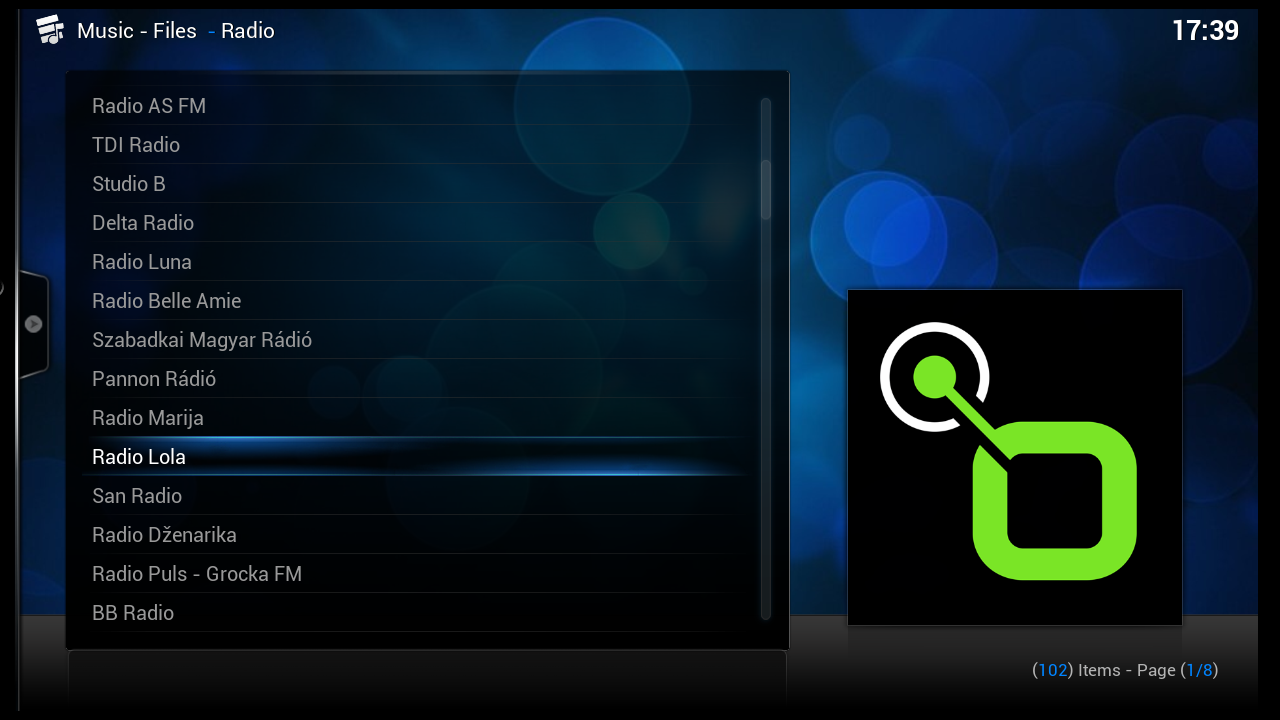 Music - Files - Radio
17:39
Radio AS FM
TDI Radio
Studio B
Delta Radio
Radio Luna
Radio Belle Amie
Szabadkai Magyar Rádió
Pannon Rádió
Radio Marija
Radio Lola
San Radio
Radio Dženarika
Radio Puls - Grocka FM
BB Radio
(102) Items - Page (1/8)